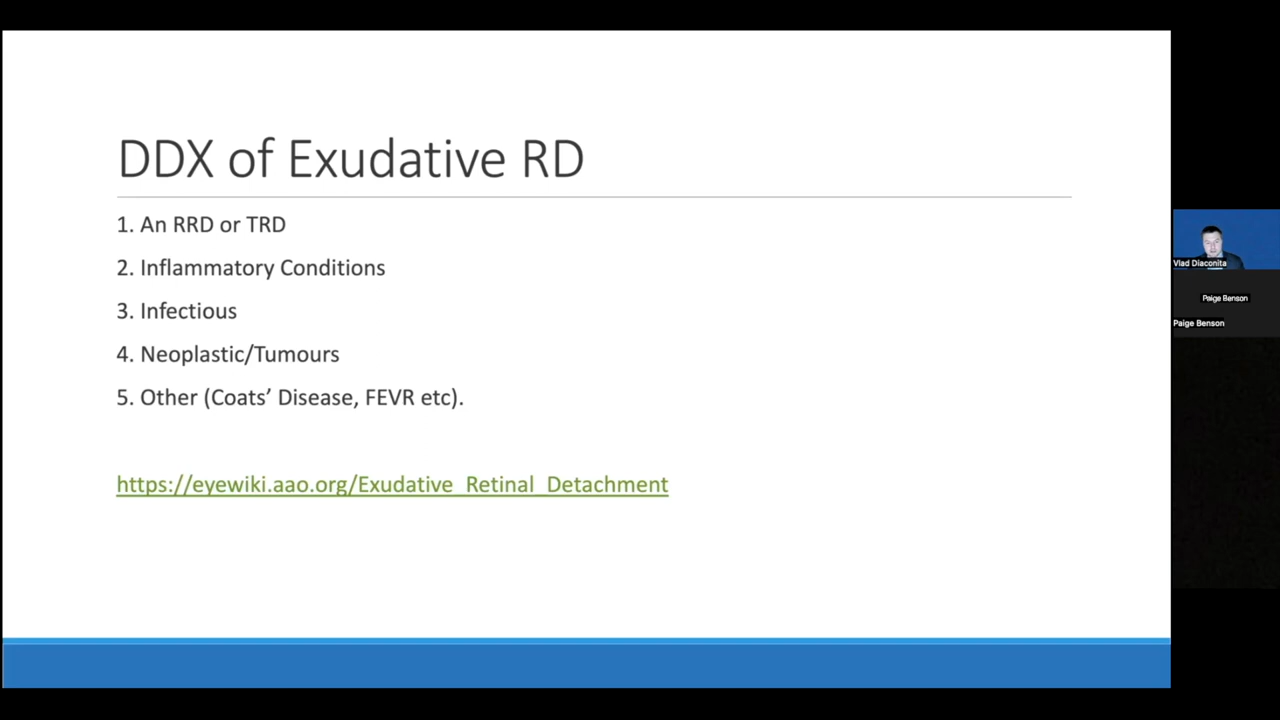 DDX of Exudative RD
1. An RRD or TRD
2. Inflammatory Conditions
3. Infectious
4. Neoplastic/Tumours
5. Other (Coats’ Disease, FEVR etc).
https://eyewiki.aao.org/Exudative_Retinal_Detachment
Vlad Diaconita
Paige Benson
Paige Benson